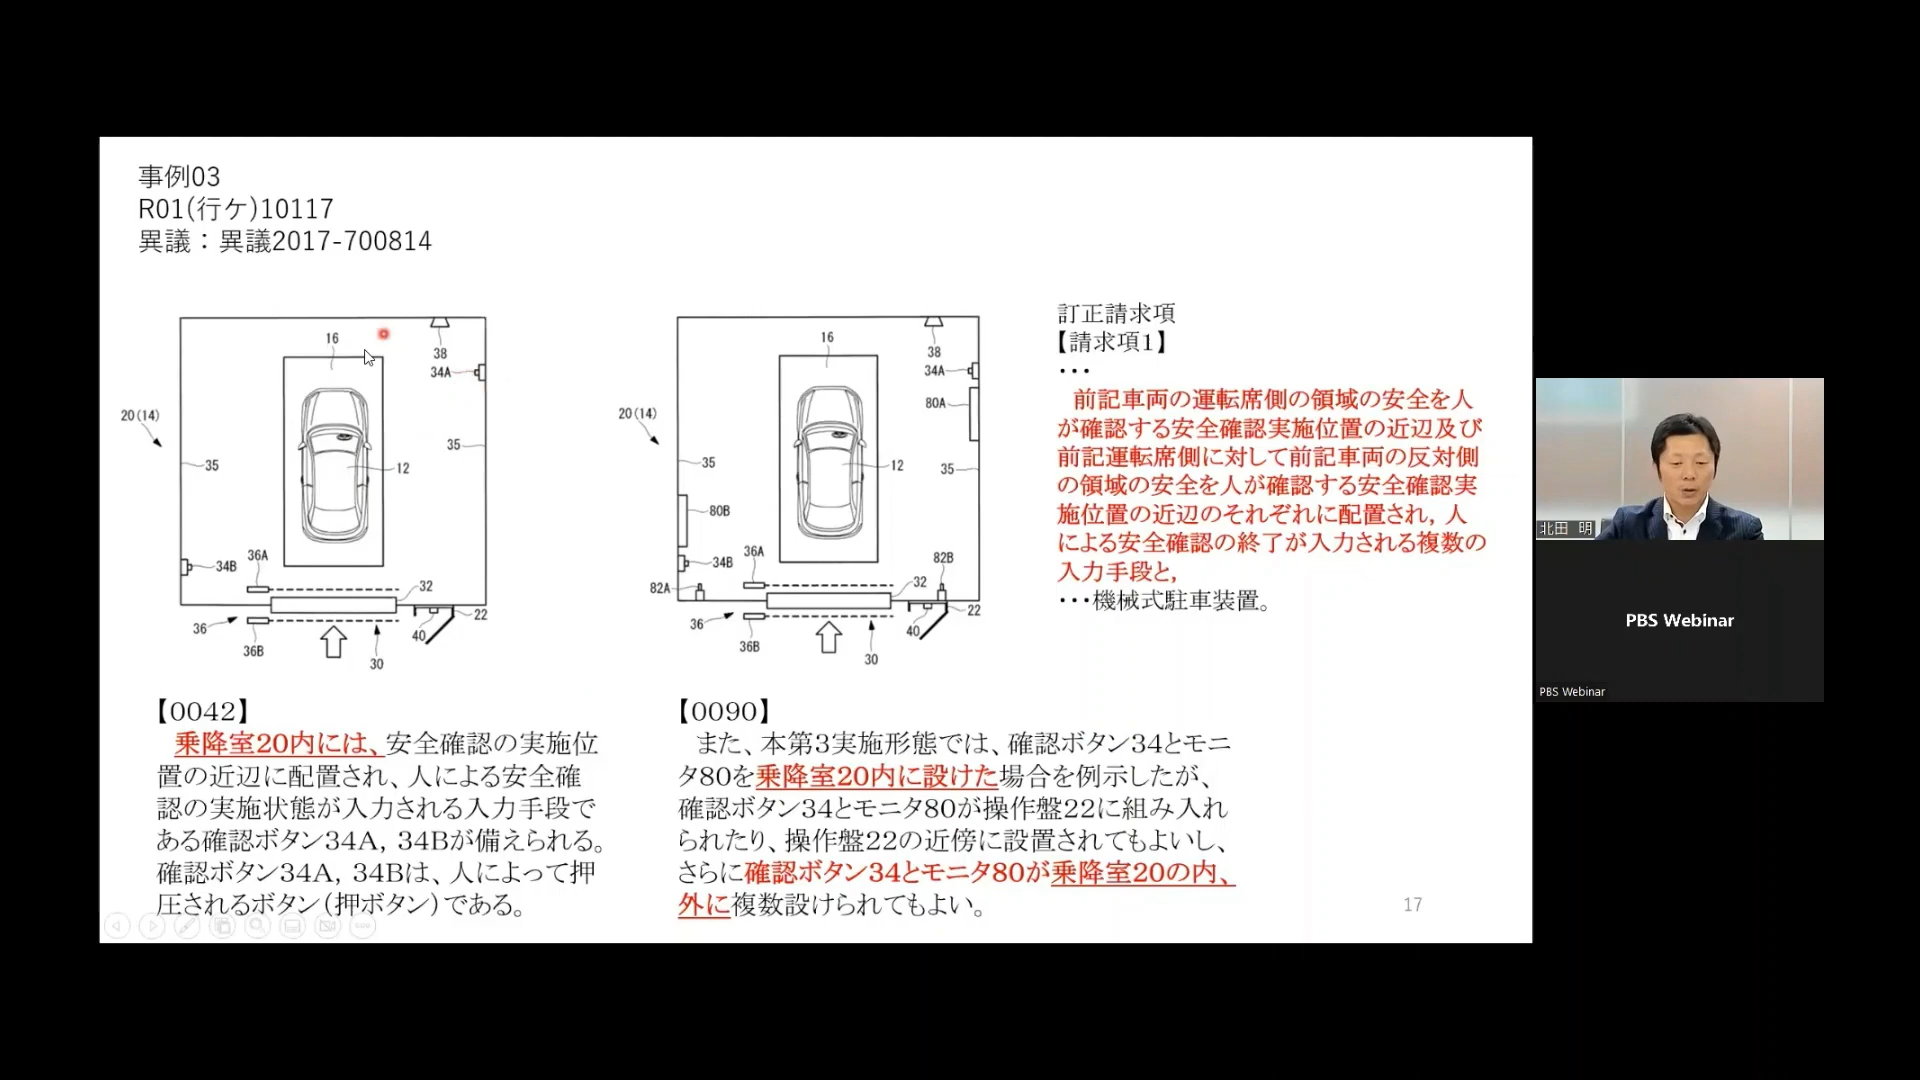 事例03
R01(行ケ)10117
異議：異議2017-700814
16
38
34A
20(14)
35
35
12
34B
36A
32
22
36
40
36B
30
16
38
34A
80A
20(14)
35
35
12
80B
34B
36A
82B
82A
32
22
36
40
36B
30
訂正請求項
【請求項1】
･･･
前記車両の運転席側の領域の安全を人
が確認する安全確認実施位置の近辺及び
前記運転席側に対して前記車両の反対側
の領域の安全を人が確認する安全確認実
施位置の近辺のそれぞれに配置され，人
による安全確認の終了が入力される複数の
入力手段と，
･･･機械式駐車装置。
【0042】
乗降室20内には、安全確認の実施位
置の近辺に配置され、人による安全確
認の実施状態が入力される入力手段で
ある確認ボタン34A，34Bが備えられる。
確認ボタン34A，34Bは、人によって押
圧されるボタン（押ボタン）である。
【0090】
また、本第3実施形態では、確認ボタン34とモニ
タ80を乗降室20内に設けた場合を例示したが、
確認ボタン34とモニタ80が操作盤22に組み入れ
られたり、操作盤22の近傍に設置されてもよいし、
さらに確認ボタン34とモニタ80が乗降室20の内、
外に複数設けられてもよい。
17
北田 明
PBS Webinar
PBS Webinar